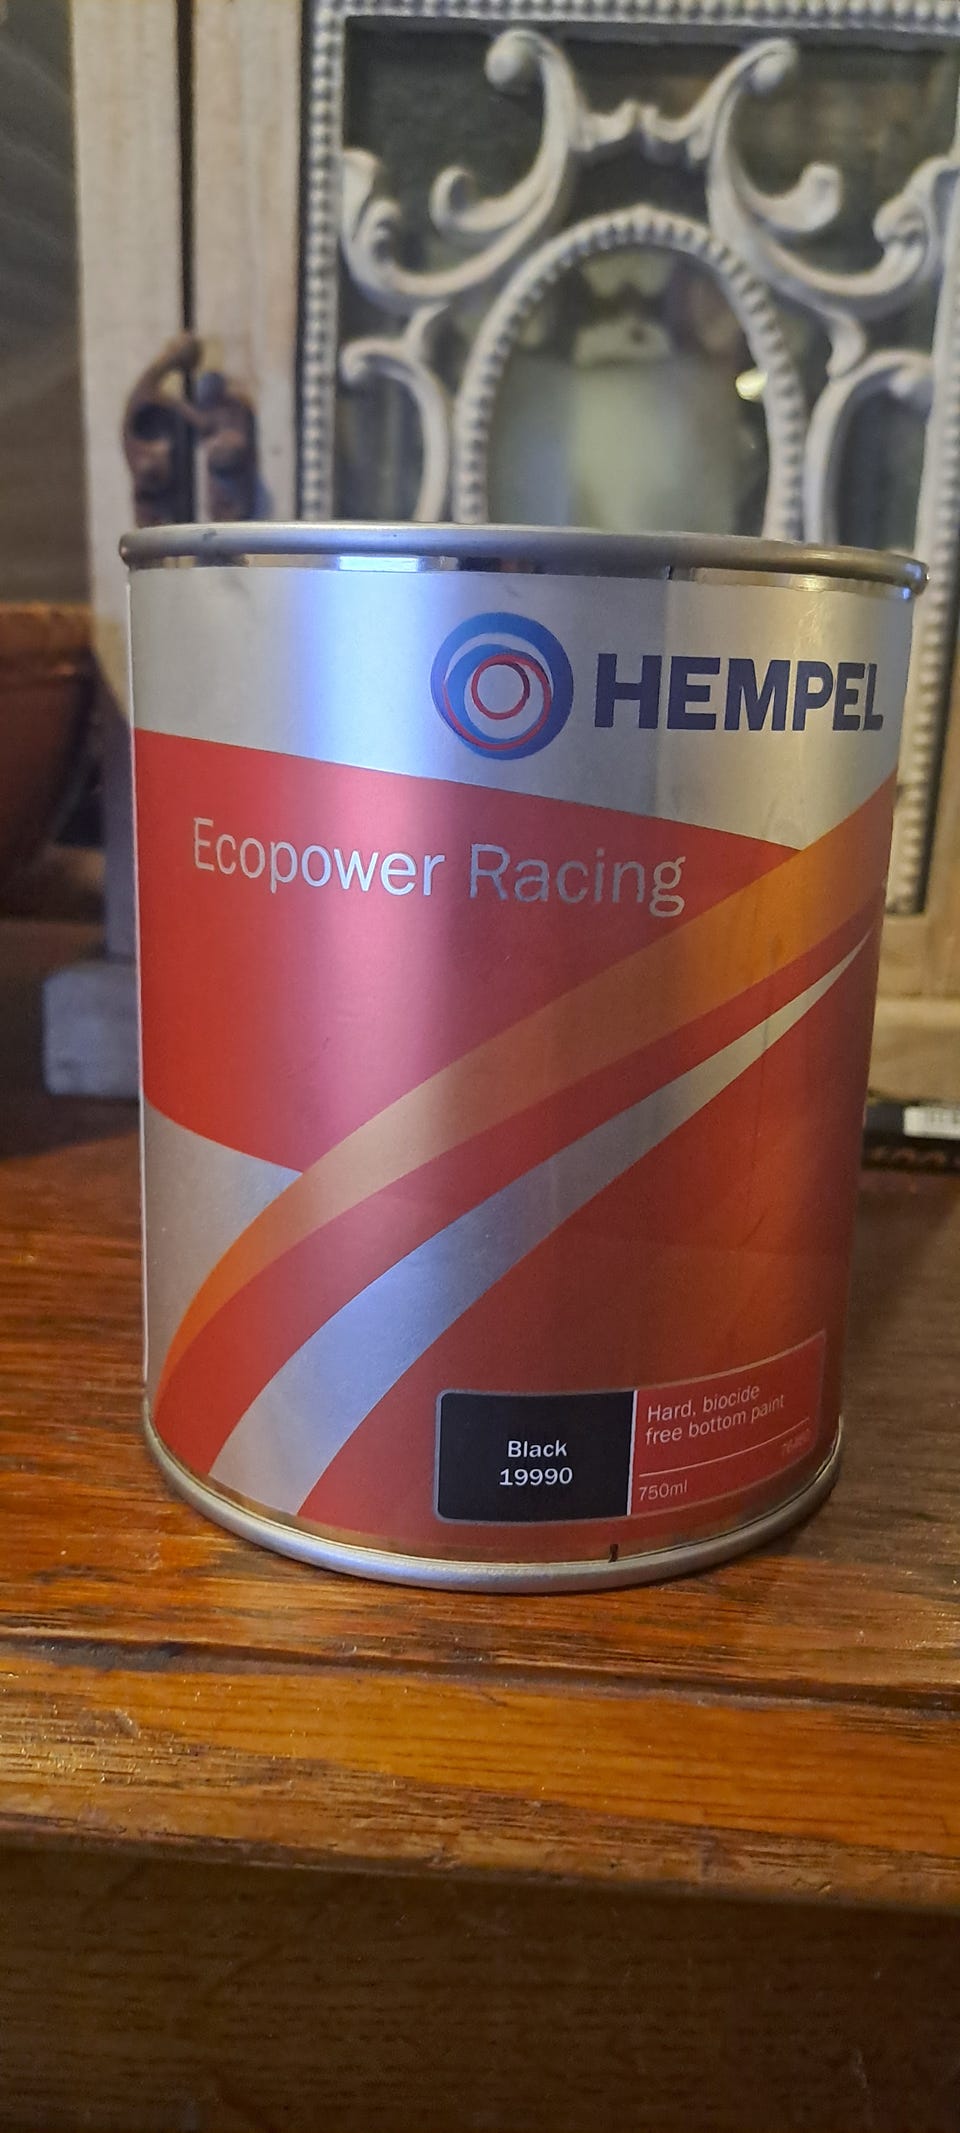 HEMPEL
Ecopower Racing
Black
19990
Hard, biocide
free bottom paint
750ml